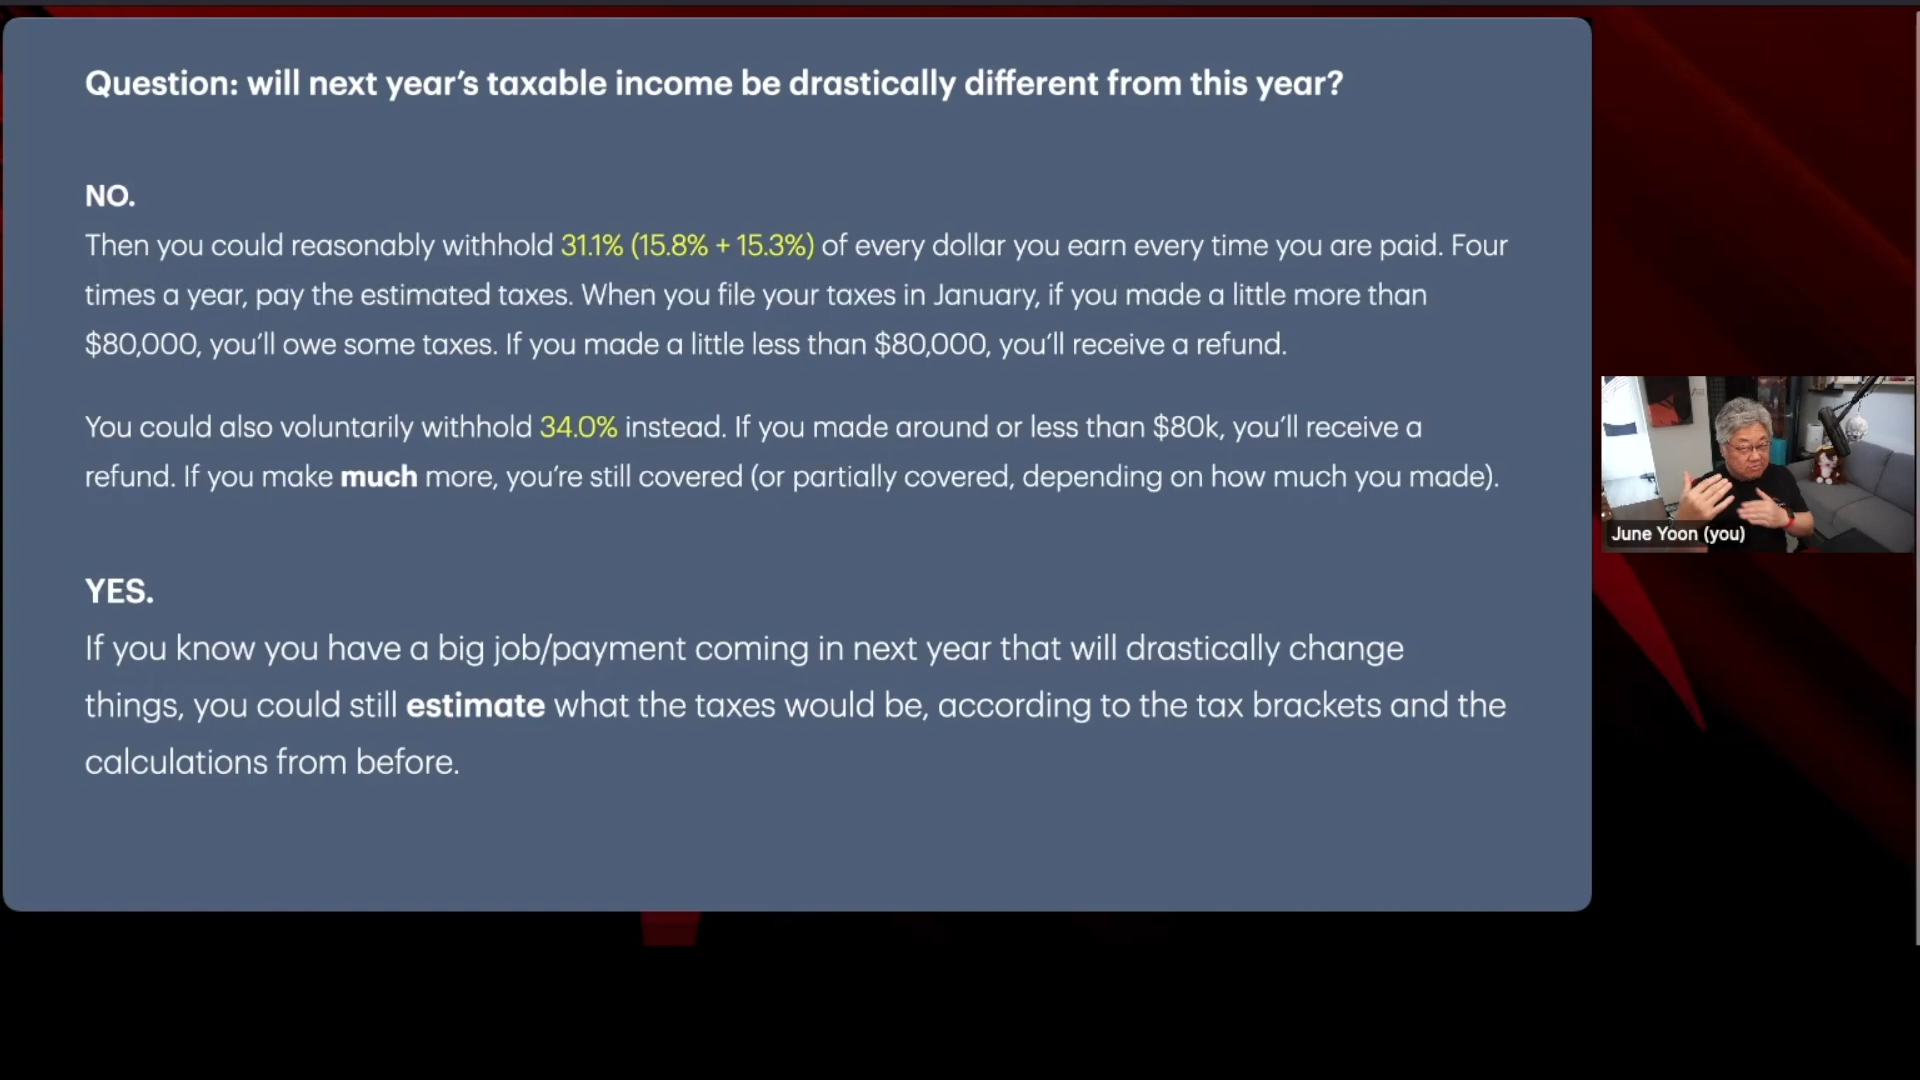 Question: will next year's taxable income be drastically different from this year?
NO.
Then you could reasonably withhold 31.1% (15.8% + 15.3%) of every dollar you earn every time you are paid. Four
times a year, pay the estimated taxes. When you file your taxes in January, if you made a little more than
$80,000, you'll owe some taxes. If you made a little less than $80,000, you'll receive a refund.
You could also voluntarily withhold 34.0% instead. If you made around or less than $80k, you'll receive a
refund. If you make much more, you're still covered (or partially covered, depending on how much you made).
YES.
If you know you have a big job/payment coming in next year that will drastically change
things, you could still estimate what the taxes would be, according to the tax brackets and the
calculations from before.
June Yoon (you)